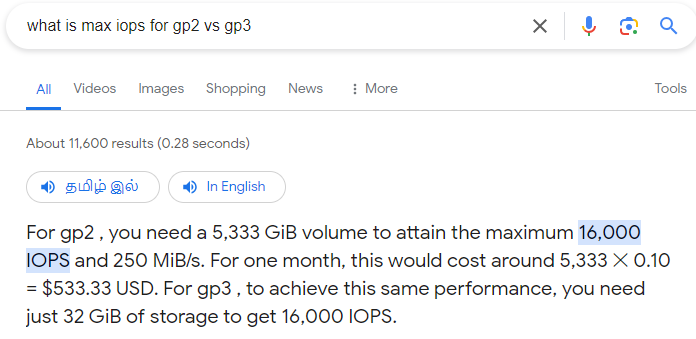 what is max iops for gp2 vs gp3
All Videos Images Shopping News More Tools
About 11,600 results (0.28 seconds)
தமிழ் இல் In English
For gp2 , you need a 5,333 GiB volume to attain the maximum 16,000
IOPS and 250 MiB/s. For one month, this would cost around 5,333 × 0.10
= $533.33 USD. For gp3 , to achieve this same performance, you need
just 32 GiB of storage to get 16,000 IOPS.